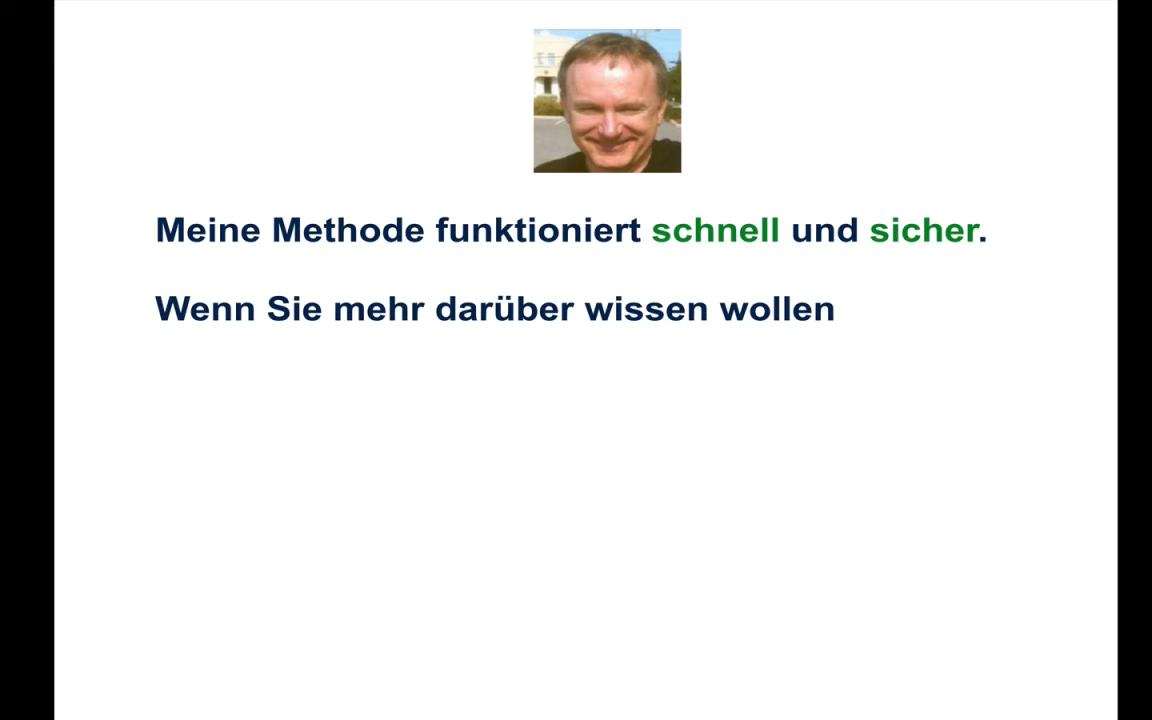 Meine Methode funktioniert schnell und sicher.
Wenn Sie mehr darüber wissen wollen